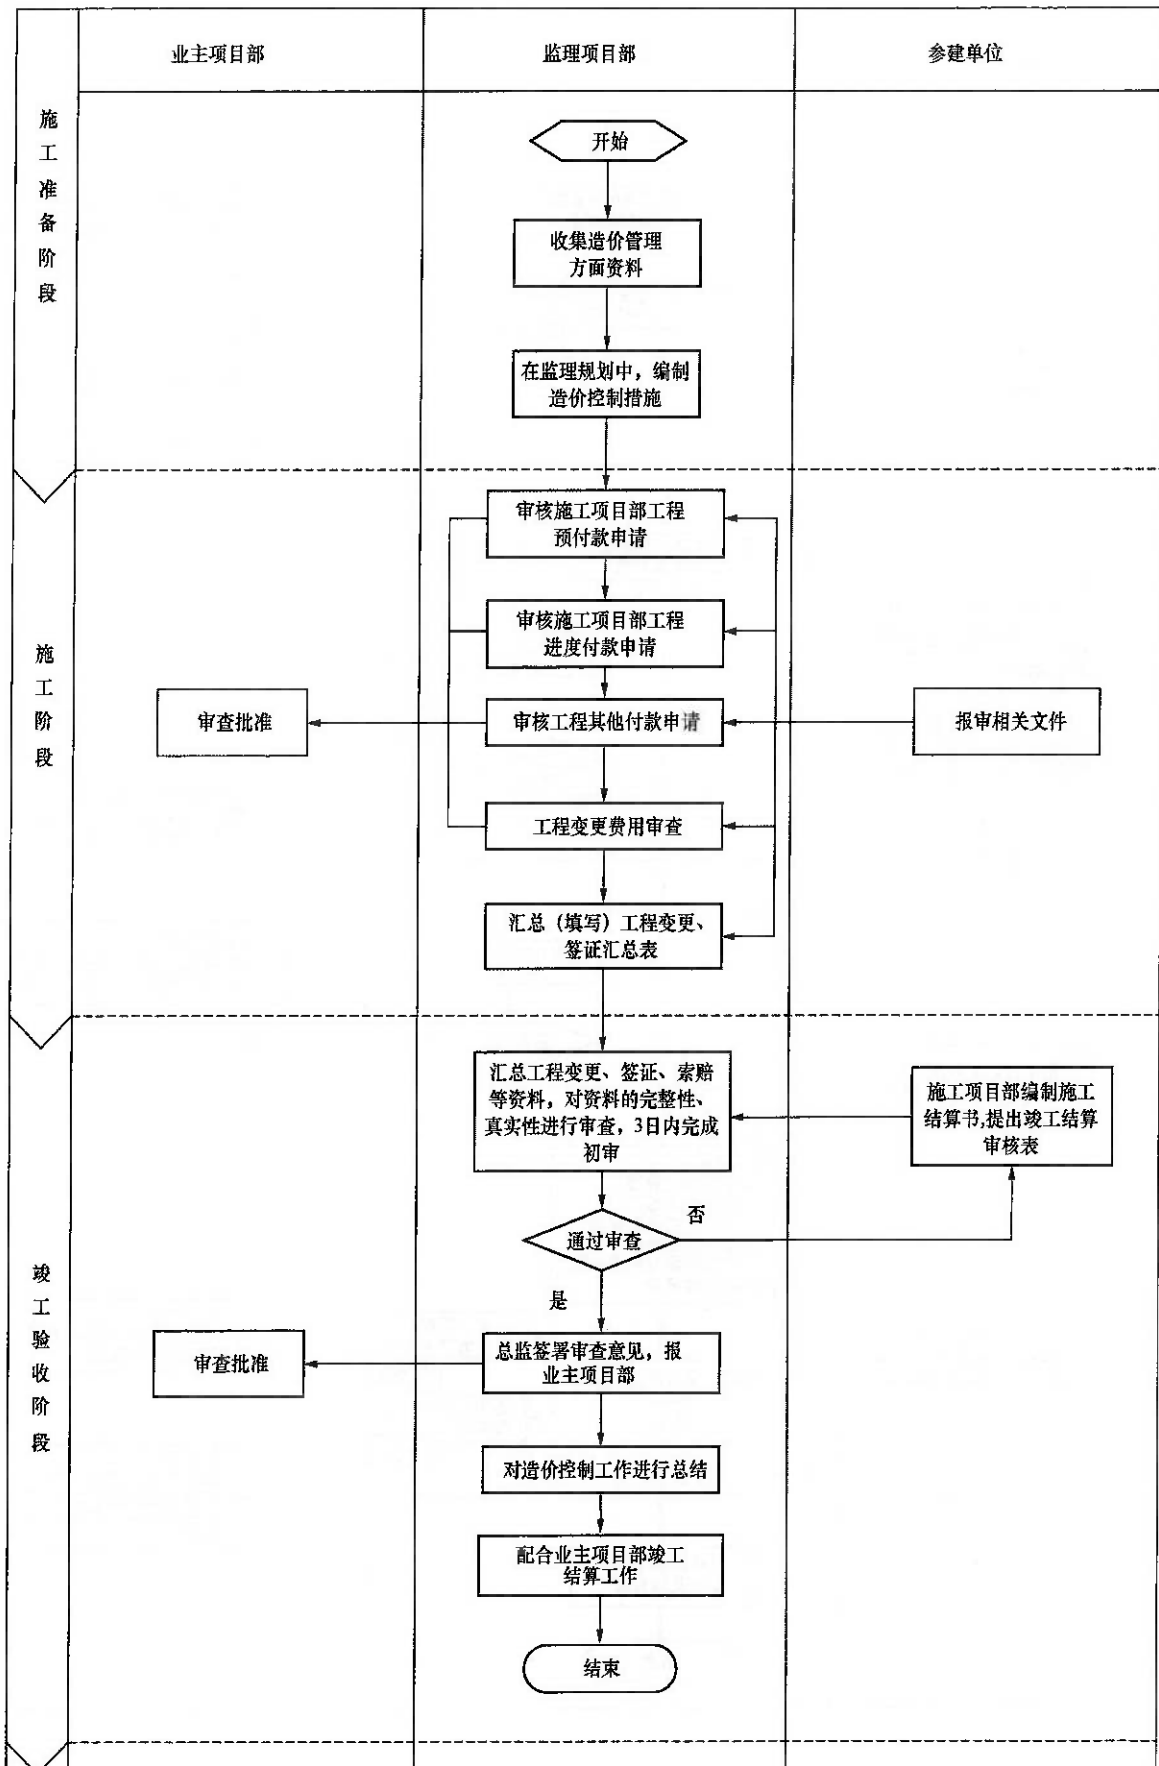 业主项目部
监理项目部
参建单位
施工准备阶段
开始
收集造价管理
方面资料
在监理规划中，编制
造价控制措施
施工阶段
审核施工项目部工程
预付款申请
审核施工项目部工程
进度付款申请
审查批准
审核工程其他付款申请
报审相关文件
工程变更费用审查
汇总（填写）工程变更、
签证汇总表
竣工验收阶段
汇总工程变更、签证、索赔
等资料，对资料的完整性、
真实性进行审查，3日内完成
初审
施工项目部编制施工
结算书,提出竣工结算
审核表
通过审查
否
是
审查批准
总监签署审查意见，报
业主项目部
对造价控制工作进行总结
配合业主项目部竣工
结算工作
结束